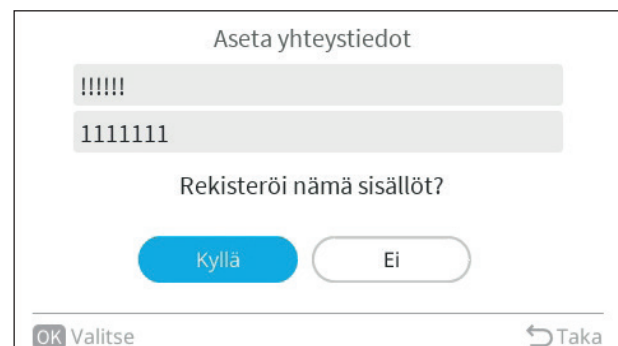 Aseta yhteystiedot
!!!!!!
1111111
Rekisteröi nämä sisällöt?
Kyllä Ei
OK Valitse Taka